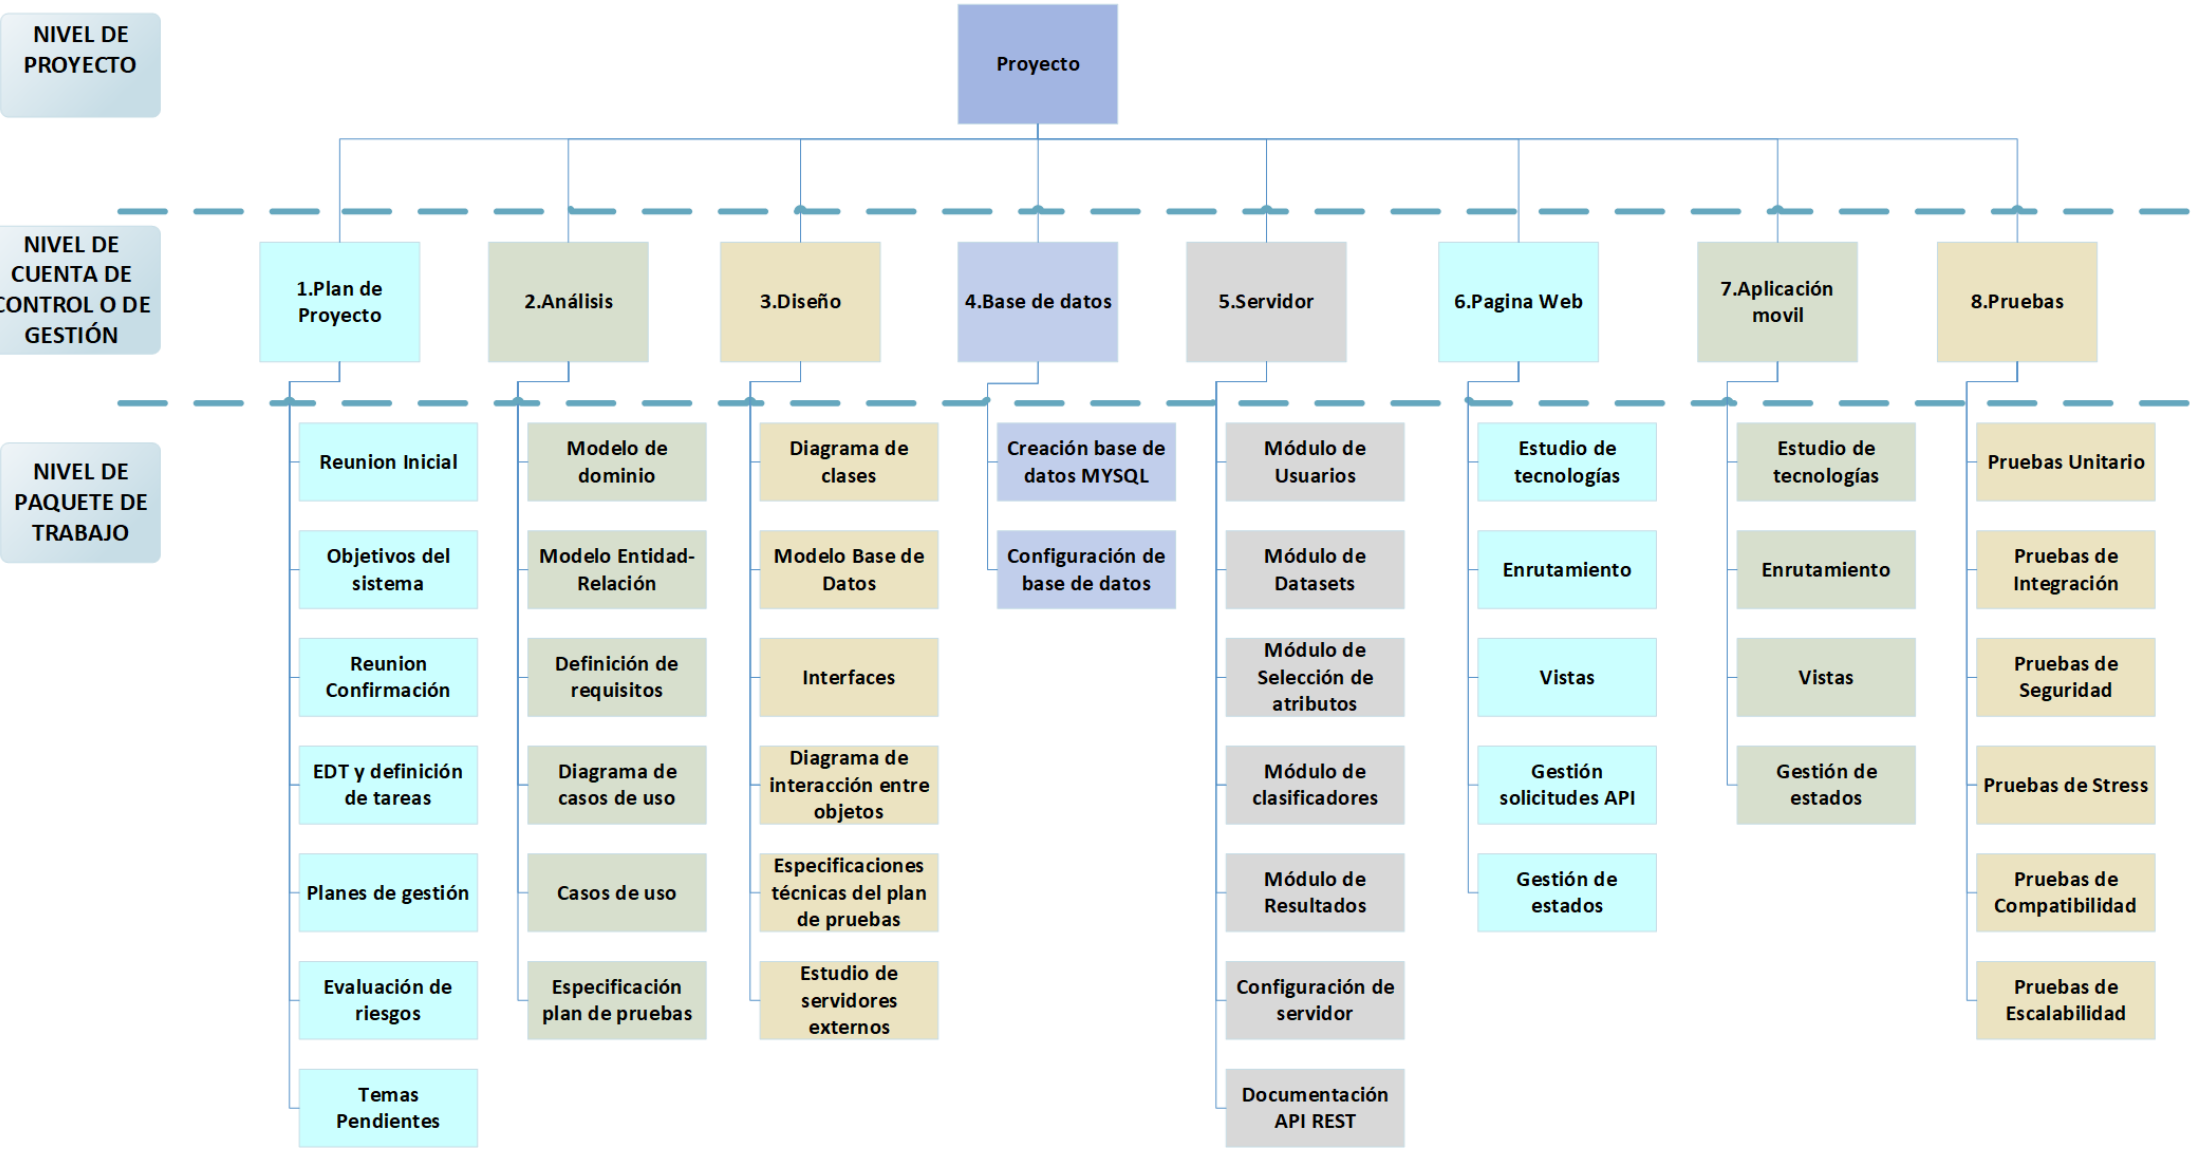 NIVEL DE
PROYECTO
Proyecto
NIVEL DE
CUENTA DE
CONTROL O DE
GESTIÓN
1.Plan de
Proyecto
2.Análisis
3.Diseño
4.Base de datos
5.Servidor
6.Pagina Web
7.Aplicación
movil
8.Pruebas
NIVEL DE
PAQUETE DE
TRABAJO
Reunion Inicial
Objetivos del
sistema
Reunion
Confirmación
EDT y definición
de tareas
Planes de gestión
Evaluación de
riesgos
Temas
Pendientes
Modelo de
dominio
Modelo Entidad-
Relación
Definición de
requisitos
Diagrama de
casos de uso
Casos de uso
Especificación
plan de pruebas
Diagrama de
clases
Modelo Base de
Datos
Interfaces
Diagrama de
interacción entre
objetos
Especificaciones
técnicas del plan
de pruebas
Estudio de
servidores
externos
Creación base de
datos MYSQL
Configuración de
base de datos
Módulo de
Usuarios
Módulo de
Datasets
Módulo de
Selección de
atributos
Módulo de
clasificadores
Módulo de
Resultados
Configuración de
servidor
Documentación
API REST
Estudio de
tecnologías
Enrutamiento
Vistas
Gestión
solicitudes API
Gestión de
estados
Estudio de
tecnologías
Enrutamiento
Vistas
Gestión de
estados
Pruebas Unitario
Pruebas de
Integración
Pruebas de
Seguridad
Pruebas de Stress
Pruebas de
Compatibilidad
Pruebas de
Escalabilidad